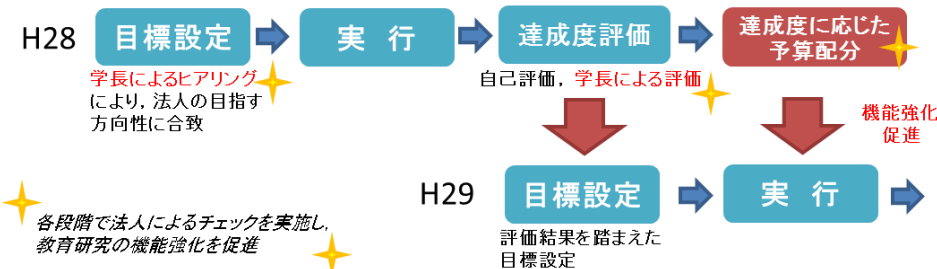 H28
目標設定
実 行
達成度評価
達成度に応じた
予算配分
学長によるヒアリング
により，法人の目指す
方向性に合致
自己評価，学長による評価
機能強化
促進
H29
目標設定
実 行
評価結果を踏まえた
目標設定
各段階で法人によるチェックを実施し，
教育研究の機能強化を促進